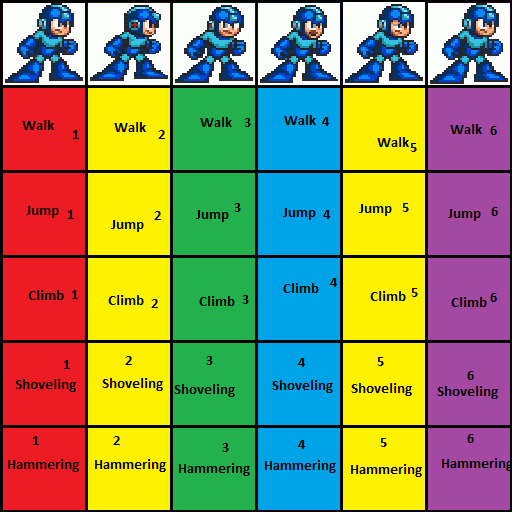 Walk 1
Walk 2
Walk 3
Walk 4
Walk 5
Walk 6
Jump 1
Jump 2
Jump 3
Jump 4
Jump 5
Jump 6
Climb 1
Climb 2
Climb 3
Climb 4
Climb 5
Climb 6
1
Shoveling
2
Shoveling
3
Shoveling
4
Shoveling
5
Shoveling
6
Shoveling
1
Hammering
2
Hammering
3
Hammering
4
Hammering
5
Hammering
6
Hammering